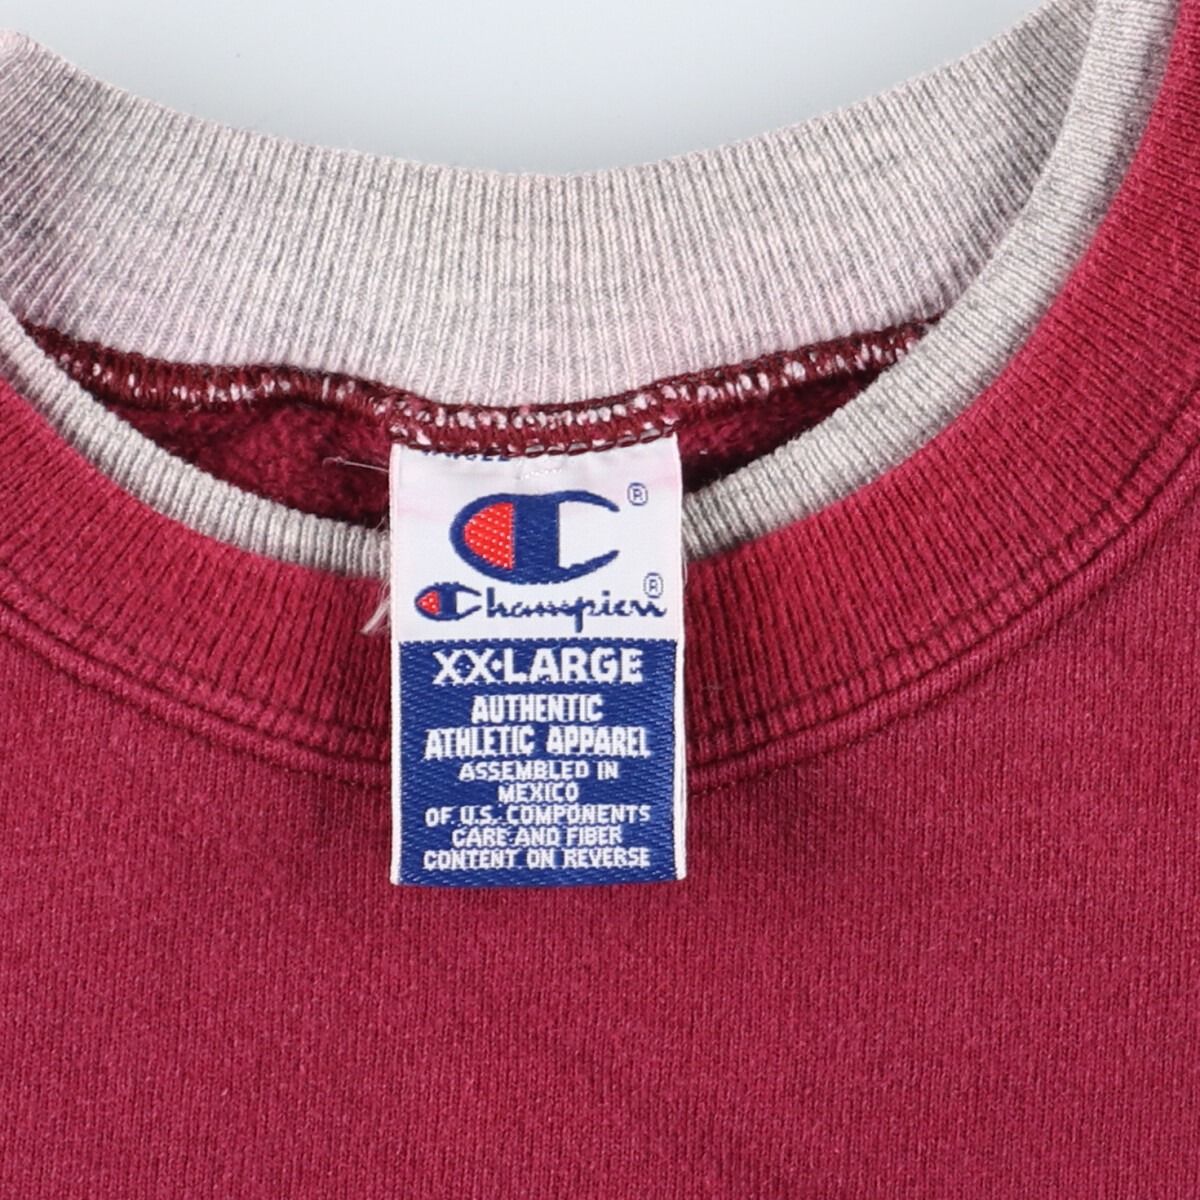 ®
Champion®
XX-LARGE
AUTHENTIC
ATHLETIC APPAREL
ASSEMBLED IN
MEXICO
OF U.S. COMPONENTS
CARE AND FIBER
CONTENT ON REVERSE